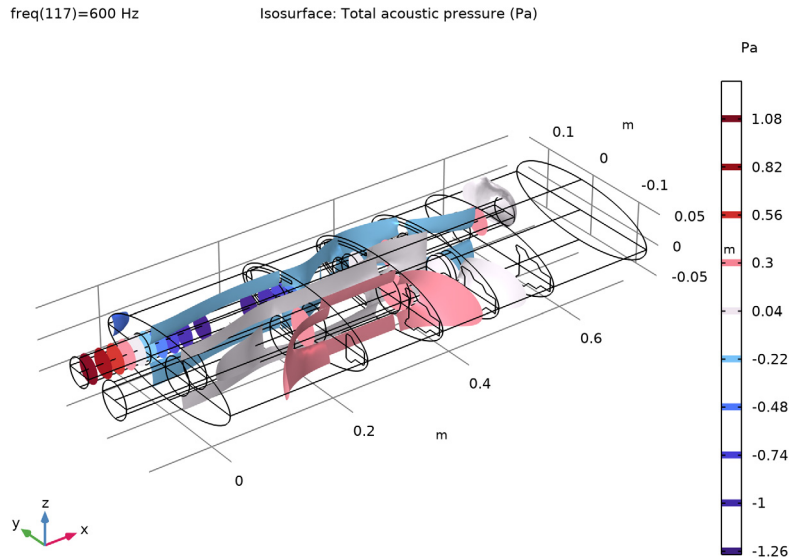 freq(117)=600 Hz
Isosurface: Total acoustic pressure (Pa)
Pa
1.08
0.82
0.56
m
0.3
0.04
-0.22
-0.48
-0.74
-1
-1.26
0.1
m
0
-0.1
0.05
0
m
-0.05
0.6
0.4
0.2
m
0
z
y
x